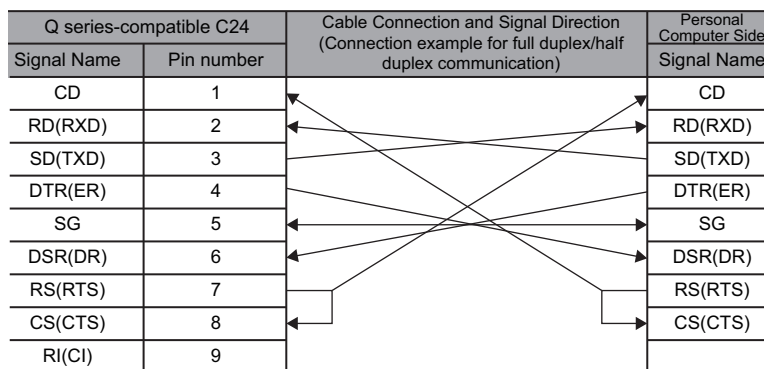 Q series-compatible C24
Cable Connection and Signal Direction
(Connection example for full duplex/half
duplex communication)
Personal
Computer Side
Signal Name Pin number Signal Name
CD 1 CD
RD(RXD) 2 RD(RXD)
SD(TXD) 3 SD(TXD)
DTR(ER) 4 DTR(ER)
SG 5 SG
DSR(DR) 6 DSR(DR)
RS(RTS) 7 RS(RTS)
CS(CTS) 8 CS(CTS)
RI(CI) 9